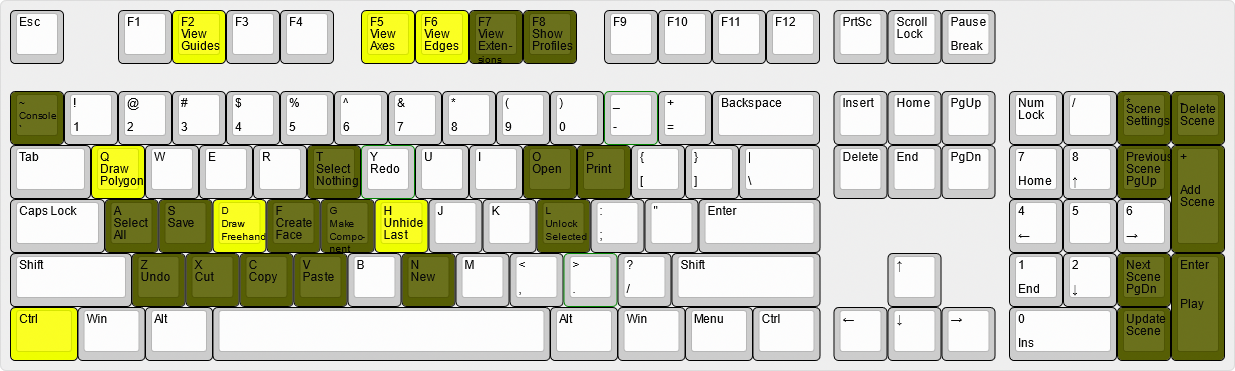 Esc
F1
F2
View
Guides
F3
F4
F5
View
Axes
F6
View
Edges
F7
View
Exten-
sions
F8
Show
Profiles
F9
F10
F11
F12
PrtSc
Scroll
Lock
Pause
Break
~
Console
`
!
1
@
2
#
3
$
4
%
5
^
6
&
7
*
8
(
9
)
0
_
-
+
=
Backspace
Insert
Home
PgUp
Num
Lock
/
*
Scene
Settings
Delete
Scene
Tab
Q
Draw
Polygon
W
E
R
T
Select
Nothing
Y
Redo
U
I
O
Open
P
Print
{
[
}
]
|
\
Delete
End
PgDn
7
Home
8
↑
Previous
Scene
PgUp
+
Add
Scene
Caps Lock
A
Select
All
S
Save
D
Draw
Freehand
F
Create
Face
G
Make
Compo-
nent
H
Unhide
Last
J
K
L
Unlock
Selected
:
;
"
Enter
4
←
5
6
→
Shift
Z
Undo
X
Cut
C
Copy
V
Paste
B
N
New
M
<
,
>
.
?
/
Shift
↑
1
End
2
↓
Next
Scene
PgDn
Enter
Play
Ctrl
Win
Alt
Alt
Win
Menu
Ctrl
←
↓
→
0
Ins
Update
Scene